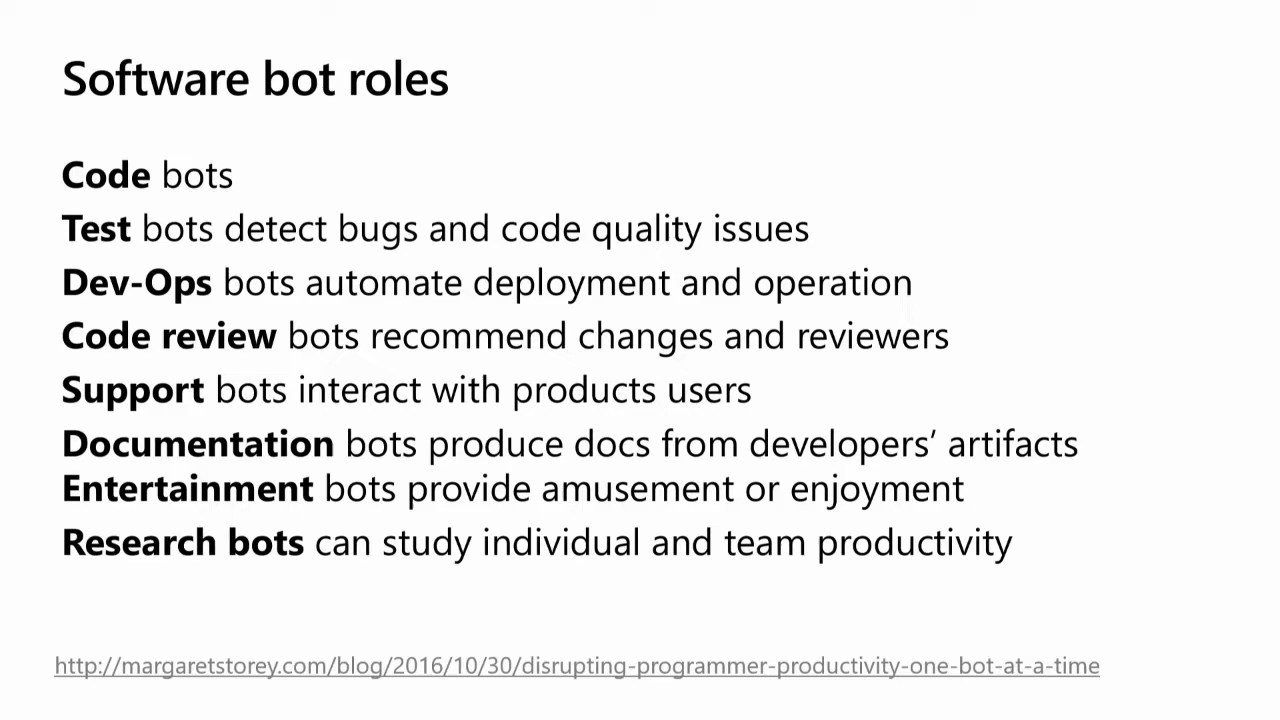 Software bot roles
Code bots
Test bots detect bugs and code quality issues
Dev-Ops bots automate deployment and operation
Code review bots recommend changes and reviewers
Support bots interact with products users
Documentation bots produce docs from developers’ artifacts
Entertainment bots provide amusement or enjoyment
Research bots can study individual and team productivity
http://margaretstorey.com/blog/2016/10/30/disrupting-programmer-productivity-one-bot-at-a-time